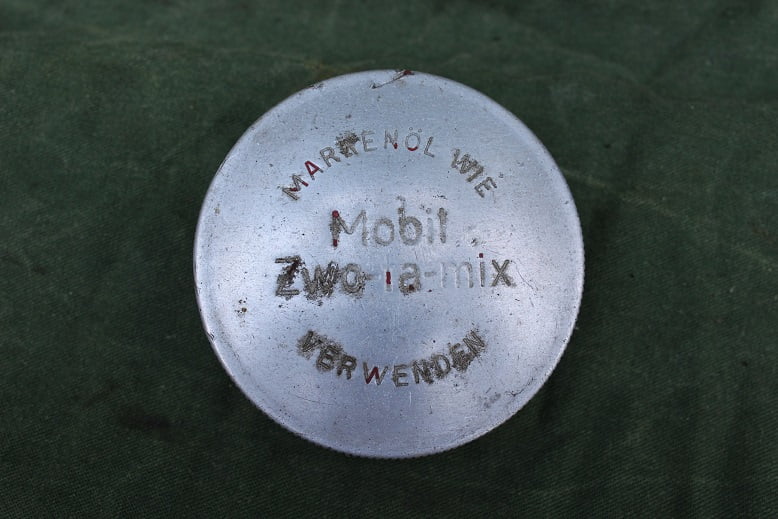 MARKENÖL WIE
Mobil
Zwo-ta-mix
VERWENDEN